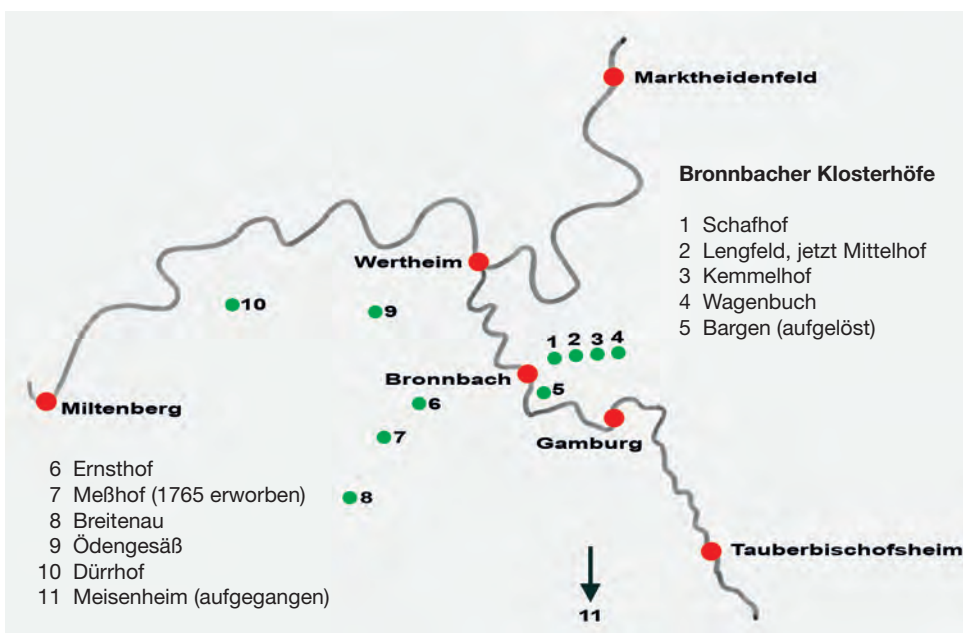 Marktheidenfeld
Bronnbacher Klosterhöfe
1 Schafhof
2 Lengfeld, jetzt Mittelhof
3 Kemmelhof
4 Wagenbuch
5 Bargen (aufgelöst)
Wertheim
10
9
1 2 3 4
Bronnbach
5
Miltenberg
6
Gamburg
7
6 Ernsthof
7 Meßhof (1765 erworben)
8 Breitenau
9 Ödengesäß
10 Dürrhof
11 Meisenheim (aufgegangen)
8
Tauberbischofsheim
11